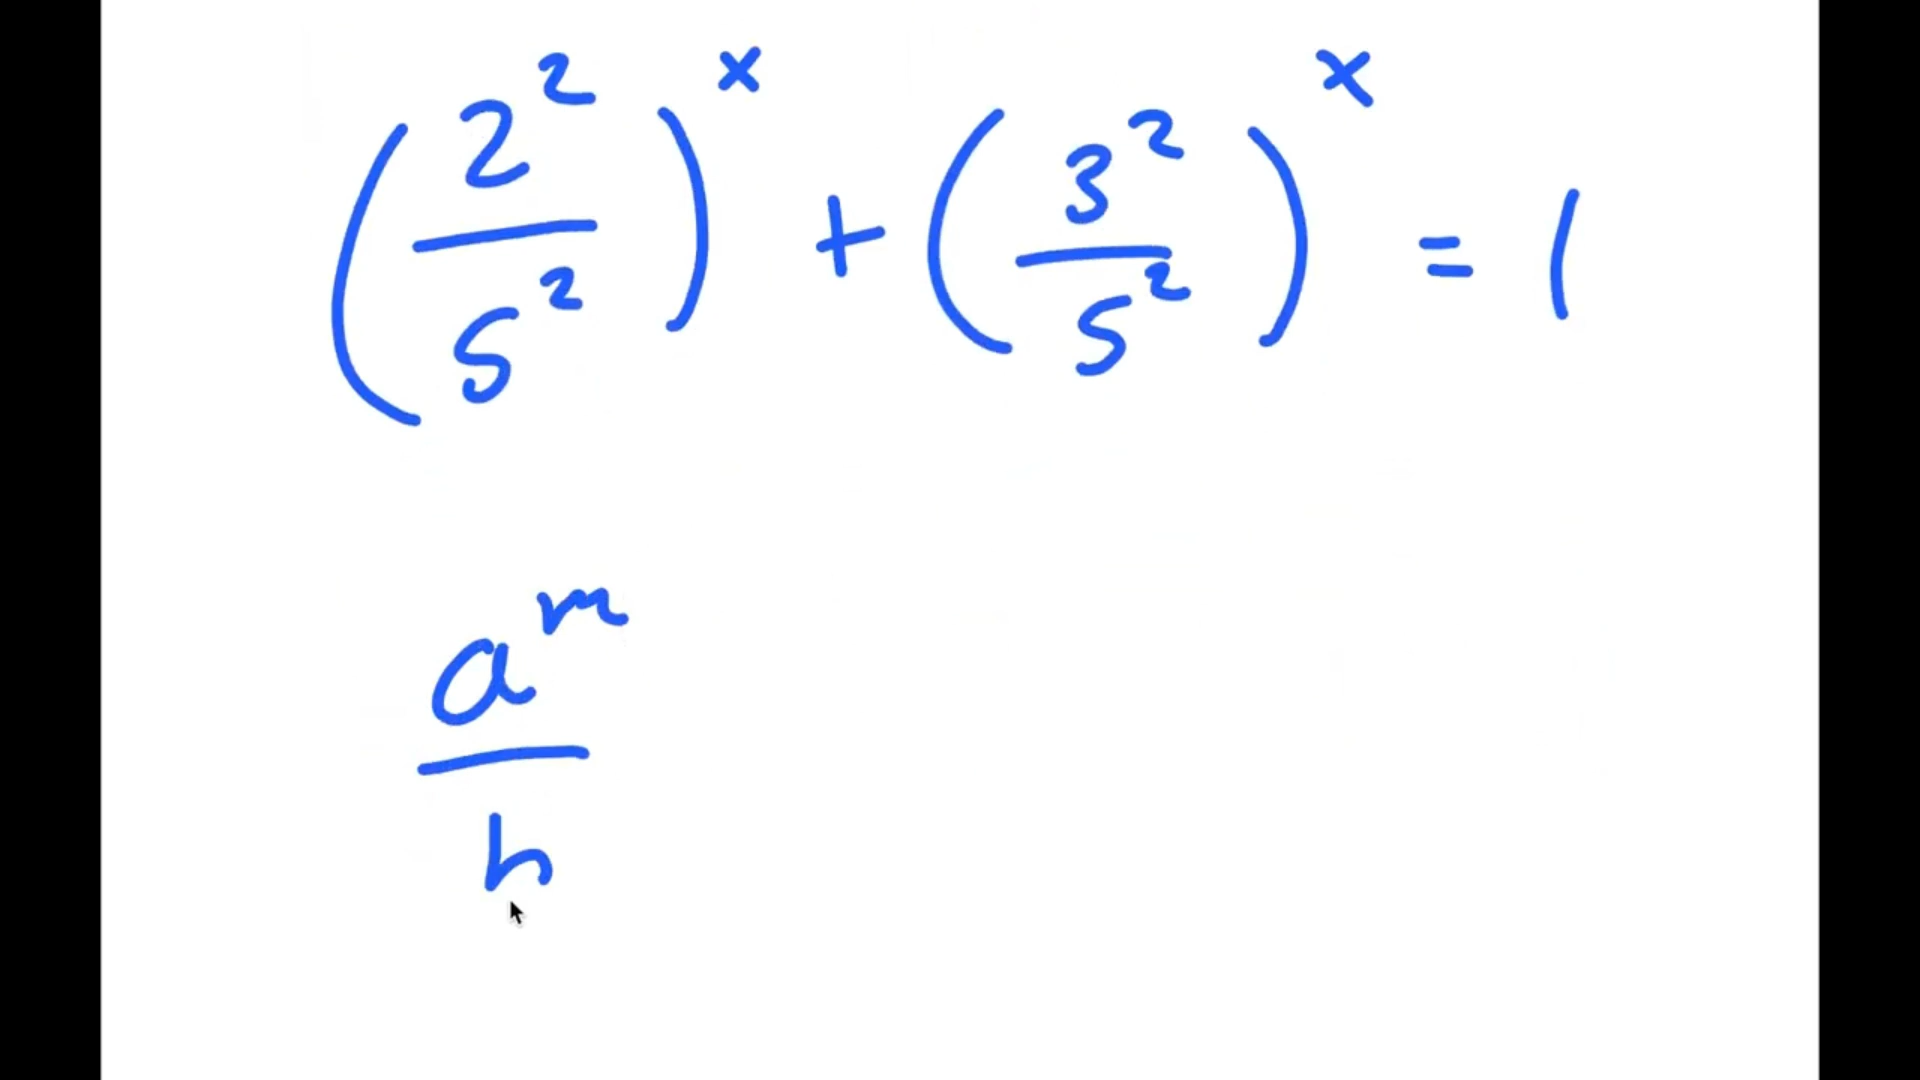 (2²/5²)ˣ + (3²/5²)ˣ = 1
aᵐ/b